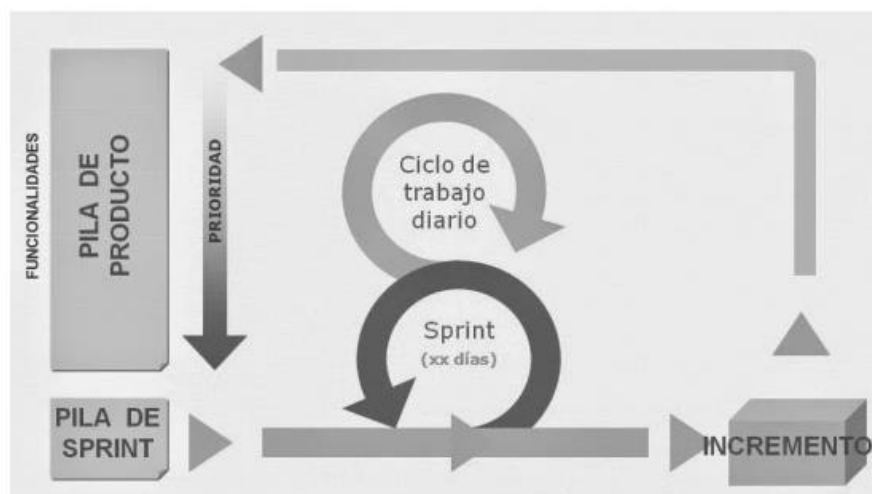 FUNCIONALIDADES
PILA DE
PRODUCTO
PRIORIDAD
Ciclo de
trabajo
diario
Sprint
(xx días)
PILA DE
SPRINT
INCREMENTO